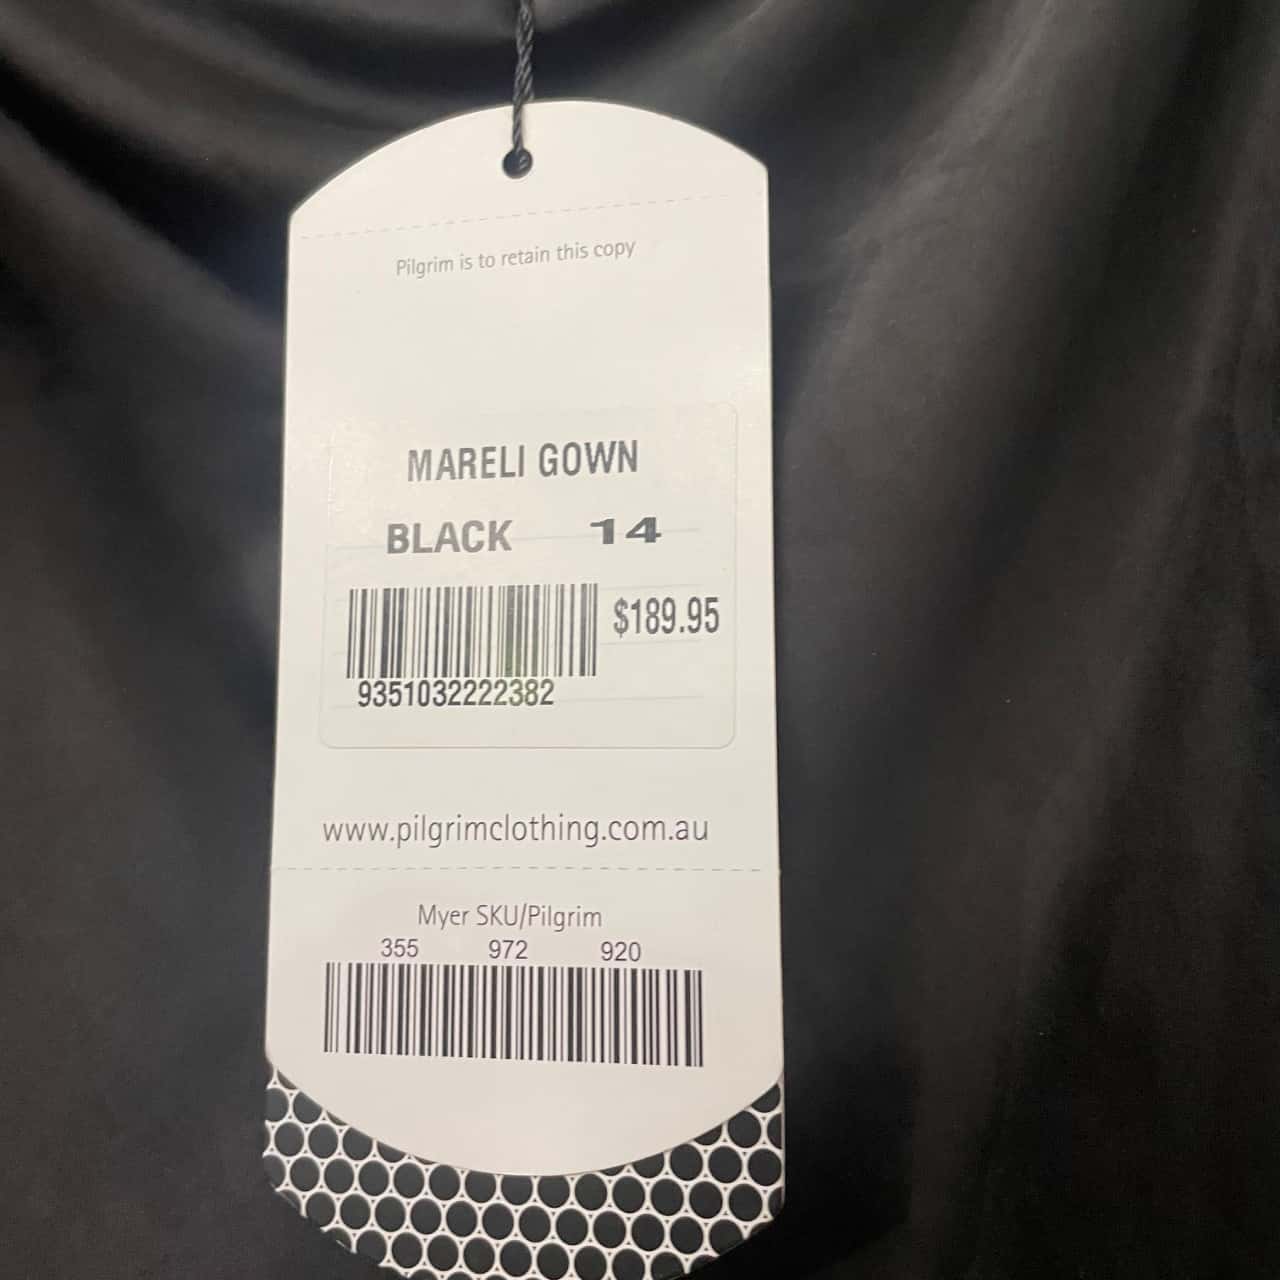 Pilgrim is to retain this copy
MARELI GOWN
BLACK 14
$189.95
9351032222382
www.pilgrimclothing.com.au
Myer SKU/Pilgrim
355 972 920